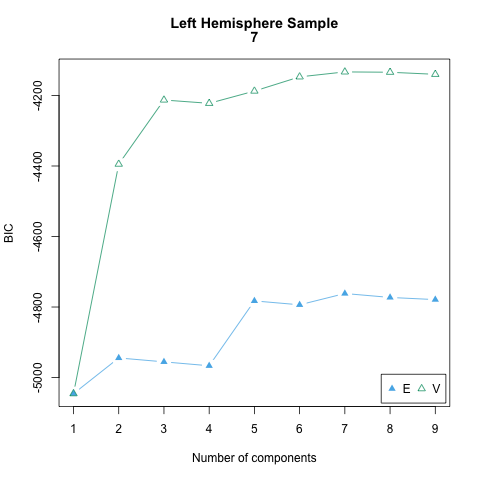 Left Hemisphere Sample
7
BIC
-4200
-4400
-4600
-4800
-5000
E V
1 2 3 4 5 6 7 8 9
Number of components